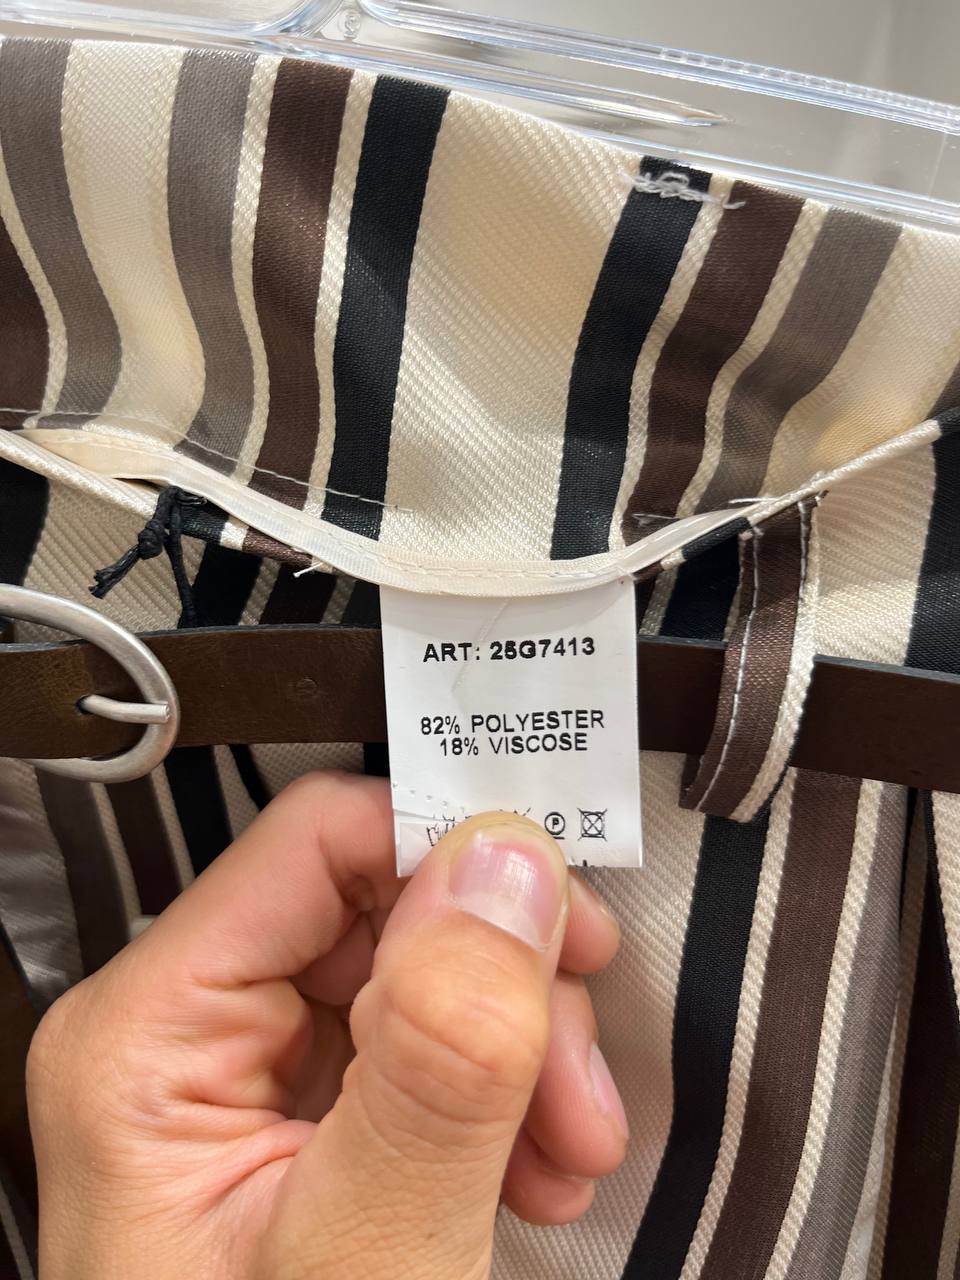 ART: 25G7413
82% POLYESTER
18% VISCOSE
P